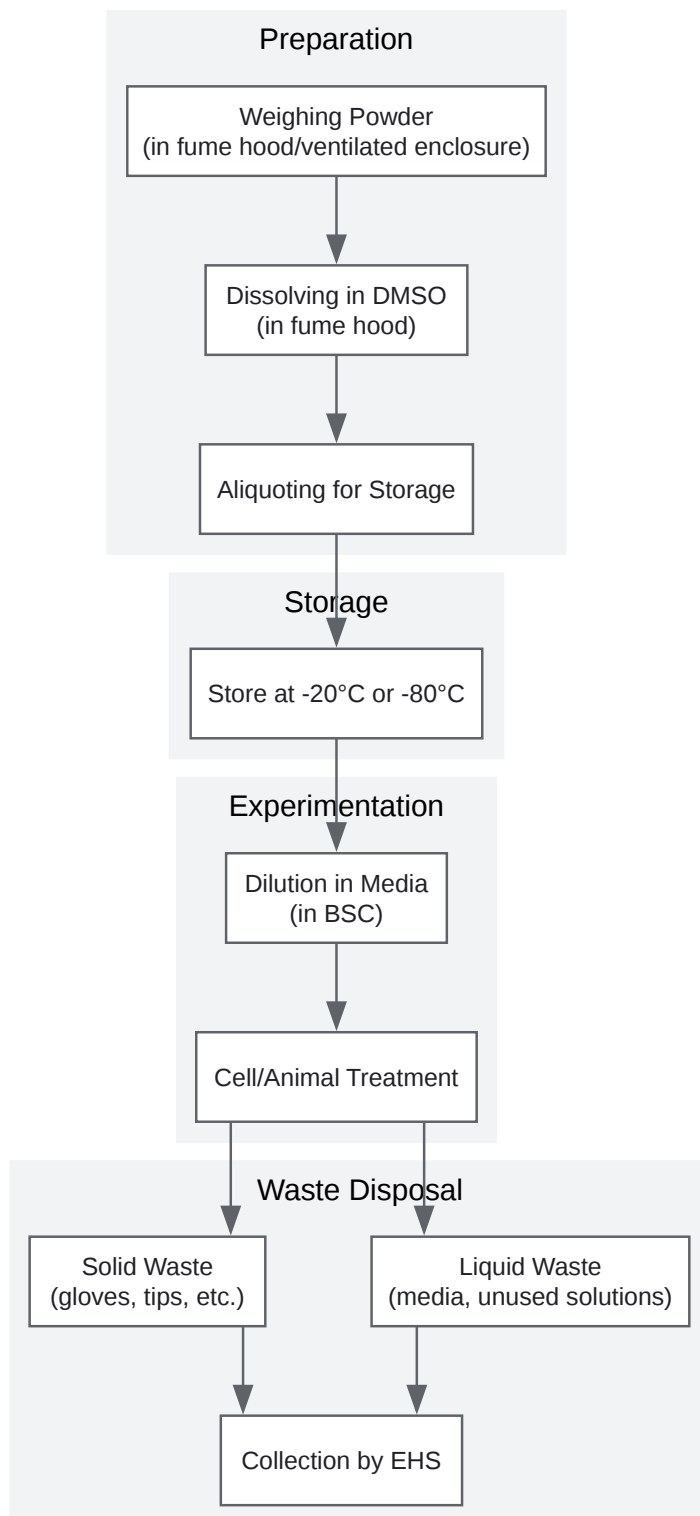 Preparation
Weighing Powder
(in fume hood/ventilated enclosure)
Dissolving in DMSO
(in fume hood)
Aliquoting for Storage
Storage
Store at -20°C or -80°C
Experimentation
Dilution in Media
(in BSC)
Cell/Animal Treatment
Waste Disposal
Solid Waste
(gloves, tips, etc.)
Liquid Waste
(media, unused solutions)
Collection by EHS